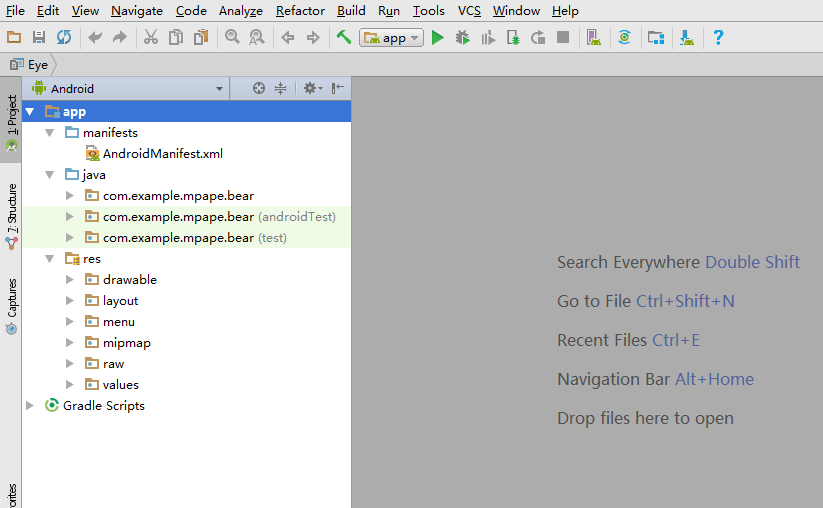 File Edit View Navigate Code Analyze Refactor Build Run Tools VCS Window Help
app
Eye
Android
1: Project
app
manifests
AndroidManifest.xml
java
com.example.mpape.bear
com.example.mpape.bear (androidTest)
com.example.mpape.bear (test)
res
drawable
layout
menu
mipmap
raw
values
Gradle Scripts
7: Structure
Captures
Search Everywhere Double Shift
Go to File Ctrl+Shift+N
Recent Files Ctrl+E
Navigation Bar Alt+Home
Drop files here to open